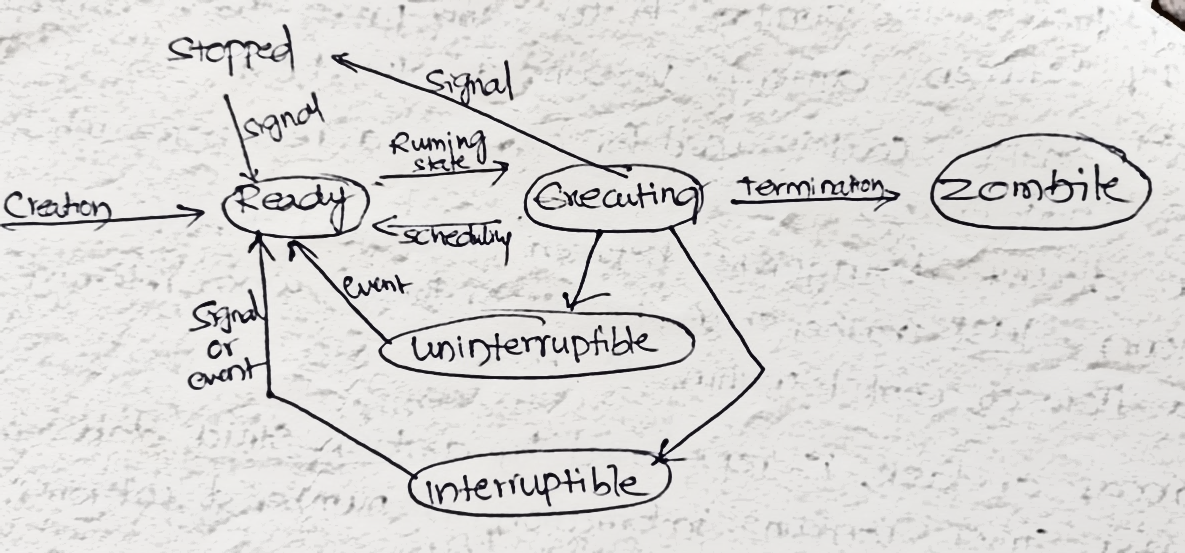 Stopped
Signal
signal
Running
state
Creation
Ready
Executing
termination
zombile
scheduling
event
Signal
or
event
uninterruptible
interruptible